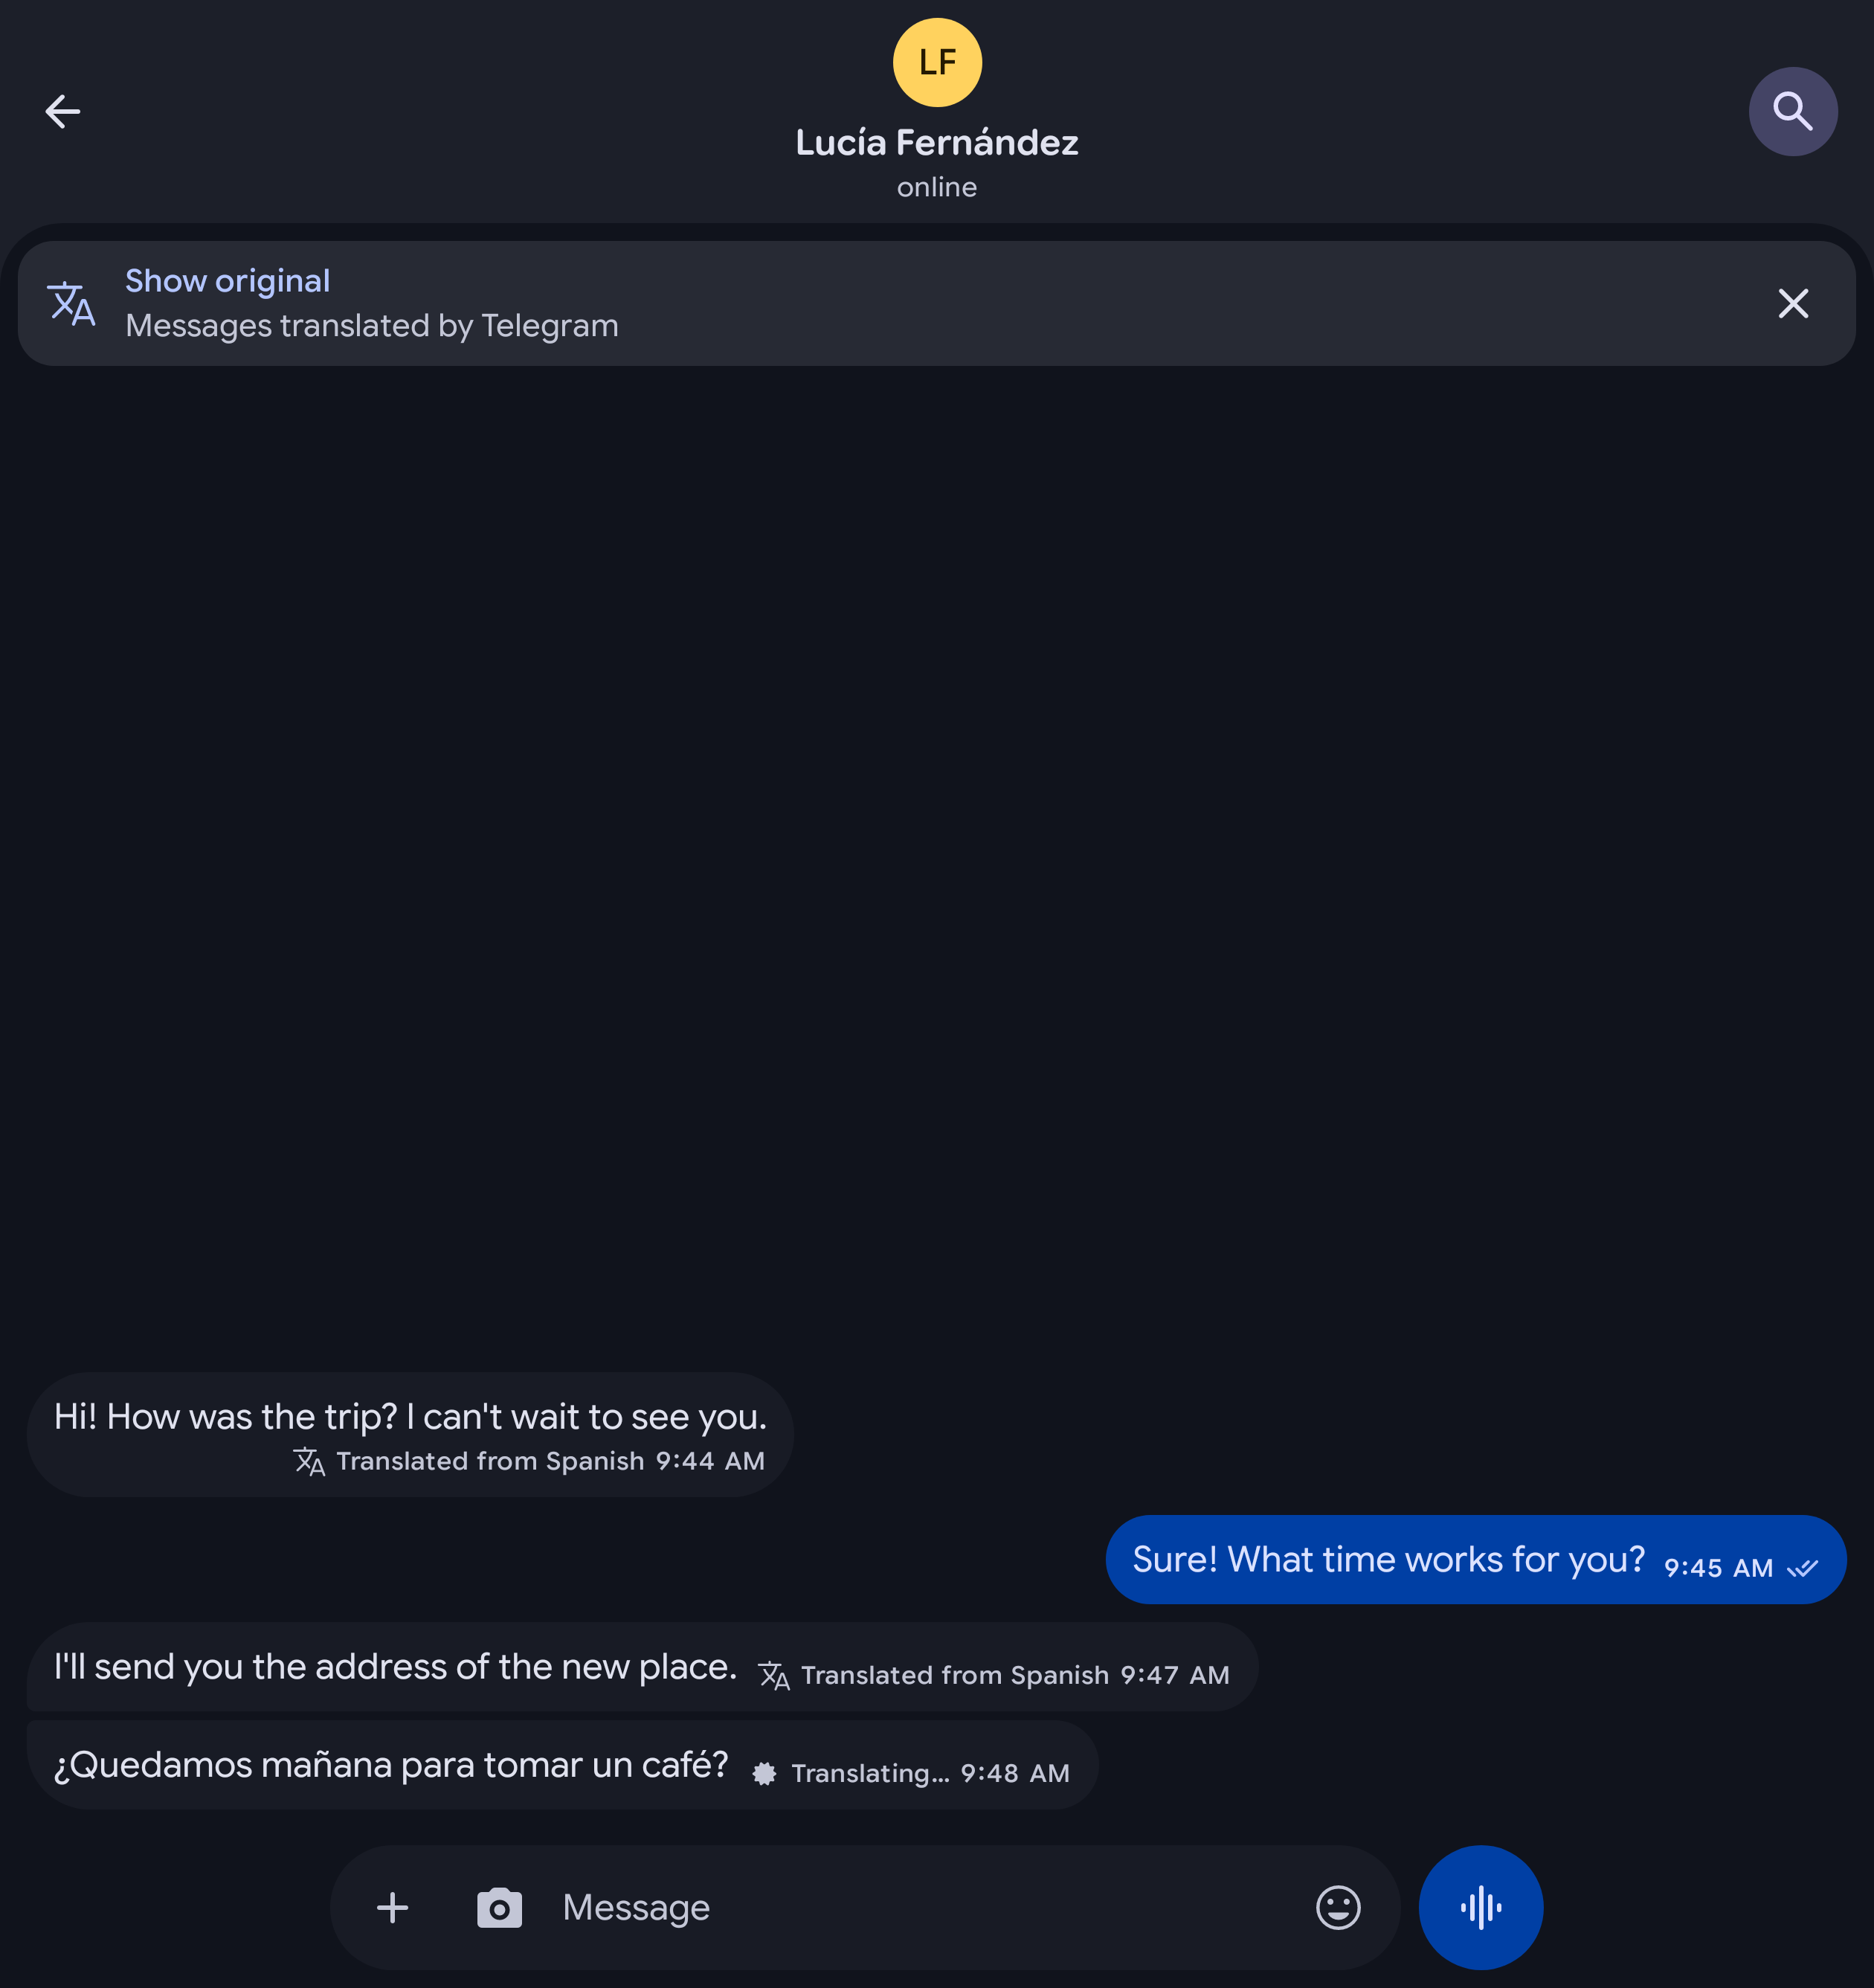 LF
Lucía Fernández
online
Show original
Messages translated by Telegram
Hi! How was the trip? I can't wait to see you.
Translated from Spanish 9:44 AM
Sure! What time works for you? 9:45 AM
I'll send you the address of the new place. Translated from Spanish 9:47 AM
¿Quedamos mañana para tomar un café? Translating... 9:48 AM
Message